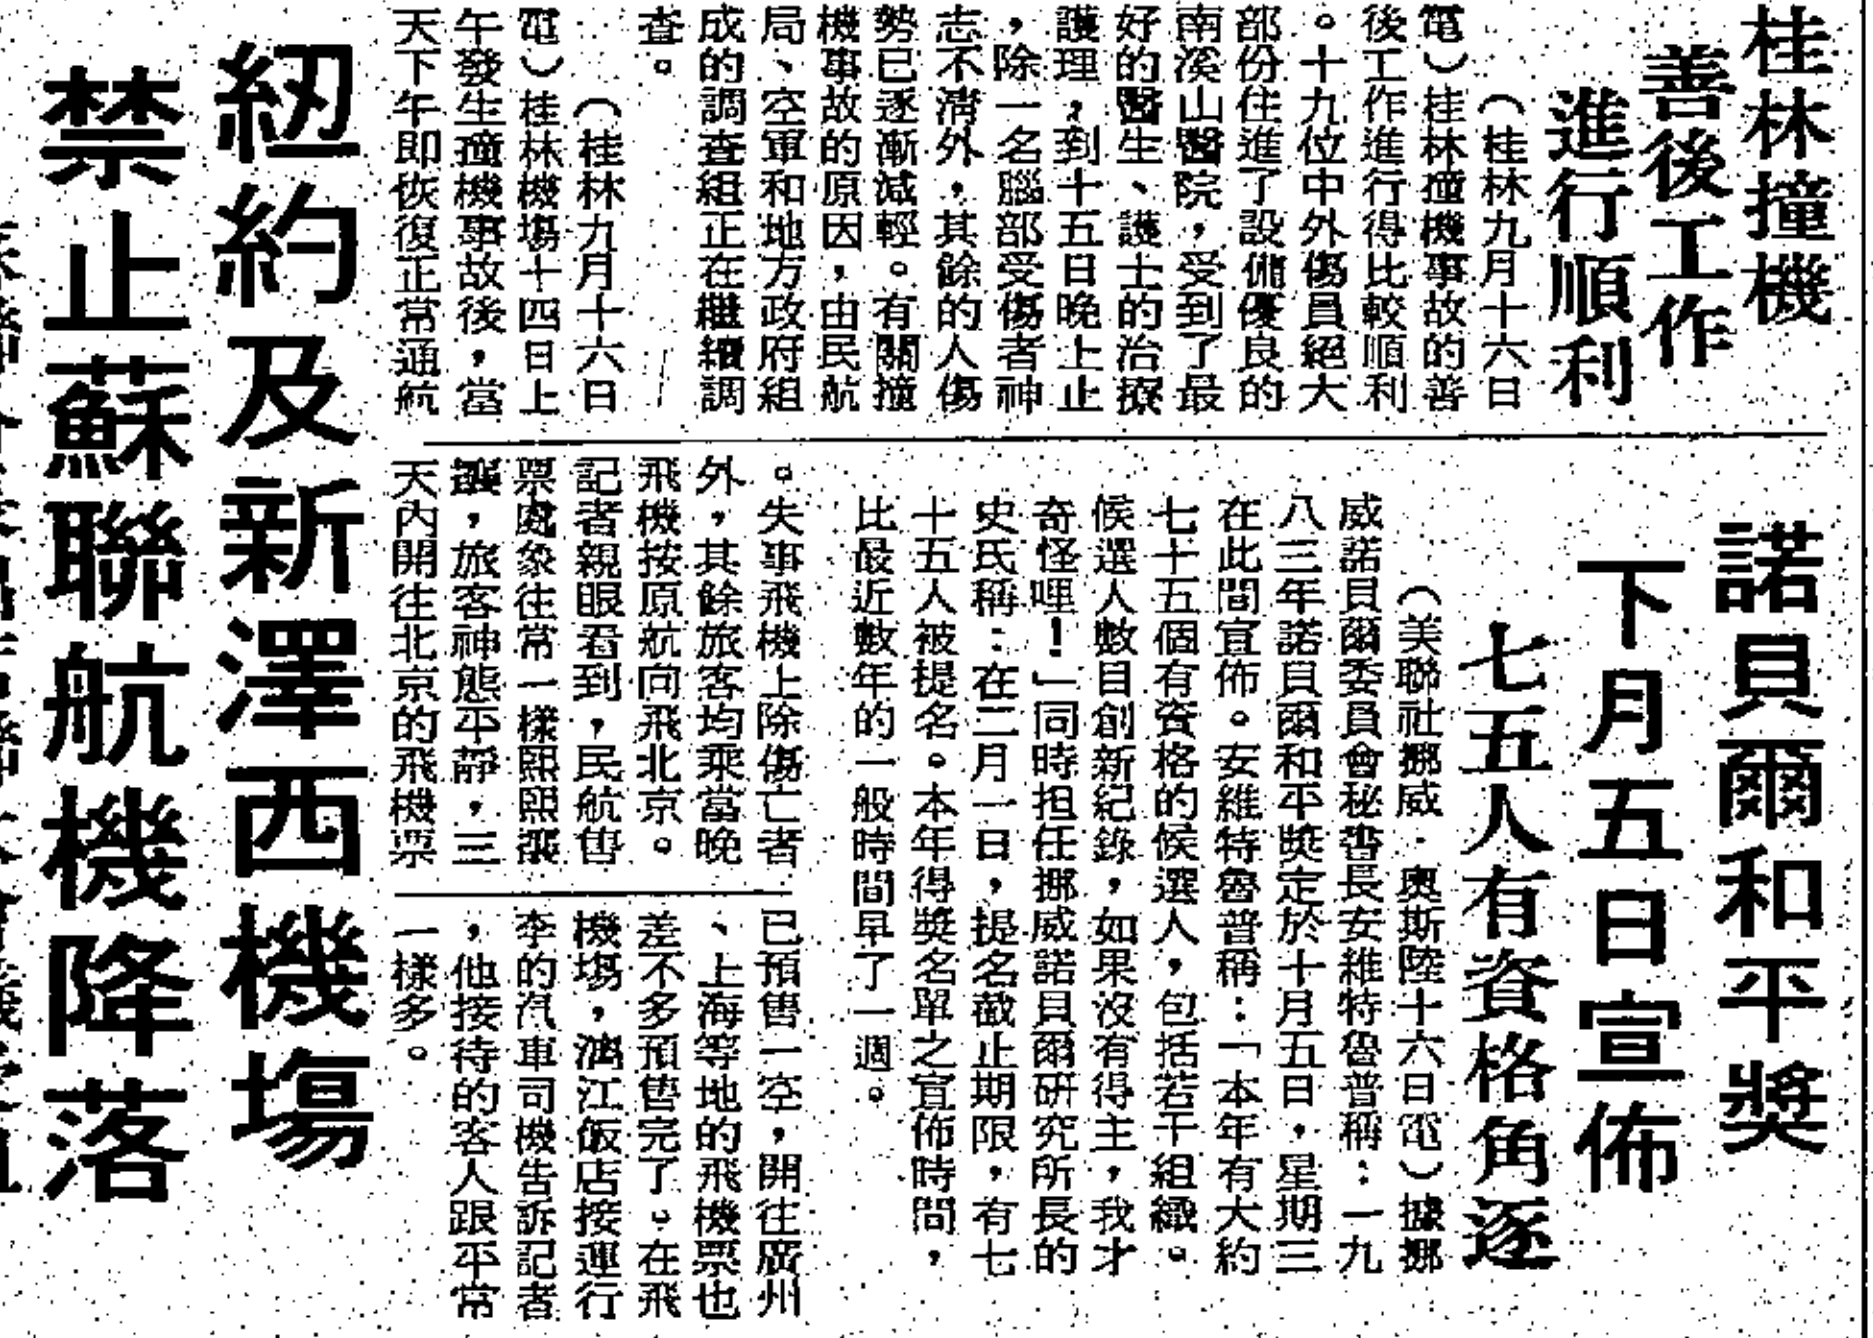 桂林撞機
善後工作
進行順利
（桂林九月十六日
電）桂林撞機事故的善
後工作進行得比較順利
。十九位中外傷員絕大
部份住進了設備優良的
南溪山醫院，受到了最
好的醫生、護士的治療
護理，到十五日晚上止
，除一名腦部受傷者神
志不清外，其餘的人傷
勢已逐漸減輕。有關撞
機事故的原因，由民航
局、空軍和地方政府組
成的調查組正在繼續調
查。
（桂林九月十六日
電）桂林機場十四日上
午發生撞機事故後，當
天下午即恢復正常通航
。失事飛機上除傷亡者
外，其餘旅客均乘當晚
飛機按原航向飛北京。
記者親眼看到，民航售
票處象往常一樣熙熙攘
攘，旅客神態平靜，三
天內開往北京的飛機票
已預售一空，開往廣州
、上海等地的飛機票也
差不多預售完了。在飛
機場，漓江飯店接運行
李的汽車司機告訴記者
，他接待的客人跟平常
一樣多。
諾貝爾和平獎
下月五日宣佈
七五人有資格角逐
（美聯社挪威．奧斯陸十六日電）據挪
威諾貝爾委員會秘書長安維特魯普稱：一九
八三年諾貝爾和平獎定於十月五日，星期三
在此間宣佈。安維特魯普稱：「本年有大約
七十五個有資格的候選人，包括若干組織。
候選人數目創新紀錄，如果沒有得主，我才
奇怪哩！」同時担任挪威諾貝爾研究所長的
史氏稱：在二月一日，提名截止期限，有七
十五人被提名。本年得獎名單之宣佈時間，
比最近數年的一般時間早了一週。
紐約及新澤西機場
禁止蘇聯航機降落